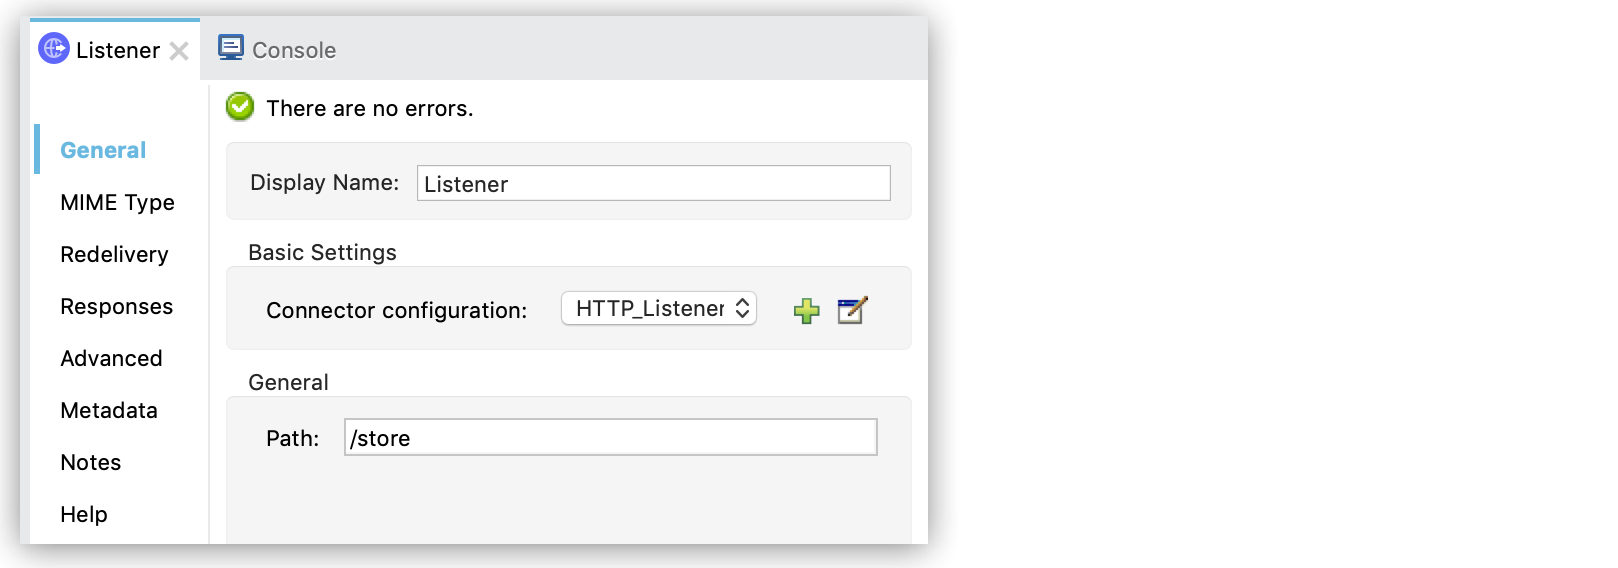 Listener
Console
There are no errors.
General
MIME Type
Redelivery
Responses
Advanced
Metadata
Notes
Help
Display Name: Listener
Basic Settings
Connector configuration: HTTP_Listener
General
Path: /store